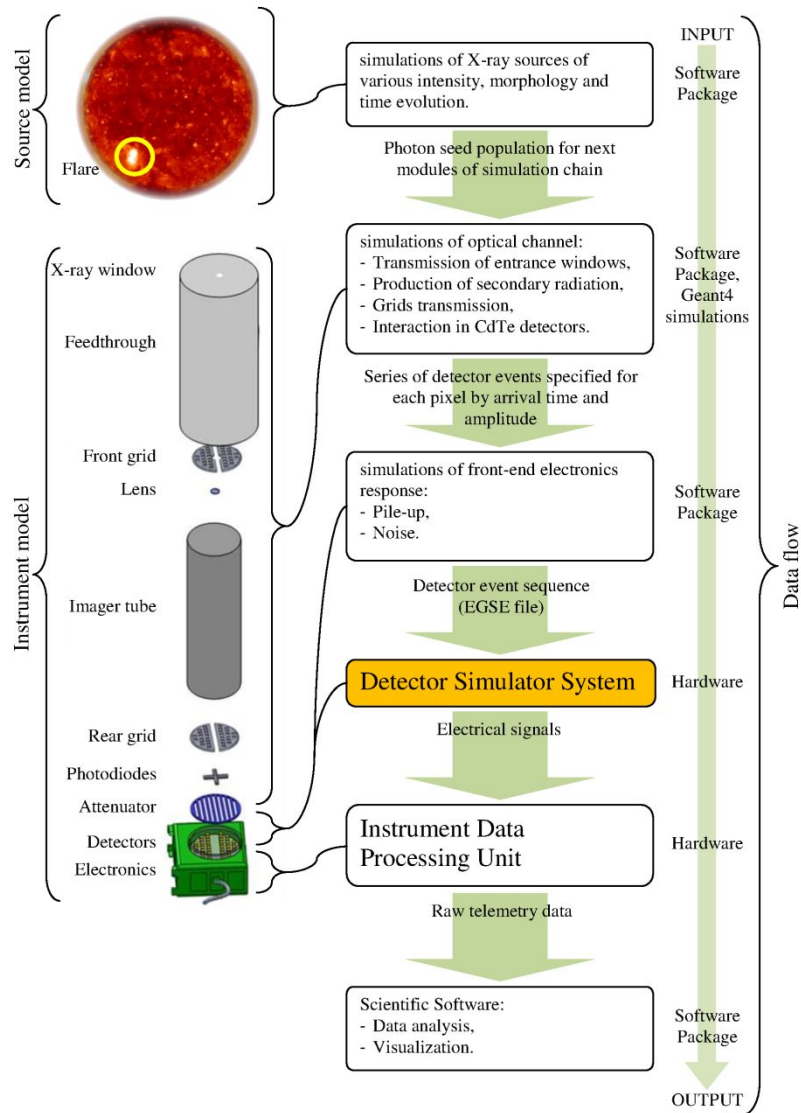 Source model
Flare
simulations of X-ray sources of
various intensity, morphology and
time evolution.
INPUT
Software
Package
Photon seed population for next
modules of simulation chain
Instrument model
X-ray window
Feedthrough
Front grid
Lens
Imager tube
Rear grid
Photodiodes
Attenuator
Detectors
Electronics
simulations of optical channel:
- Transmission of entrance windows,
- Production of secondary radiation,
- Grids transmission,
- Interaction in CdTe detectors.
Software
Package,
Geant4
simulations
Series of detector events specified for
each pixel by arrival time and
amplitude
simulations of front-end electronics
response:
- Pile-up,
- Noise.
Software
Package
Detector event sequence
(EGSE file)
Detector Simulator System
Hardware
Electrical signals
Instrument Data
Processing Unit
Hardware
Raw telemetry data
Scientific Software:
- Data analysis,
- Visualization.
Software
Package
OUTPUT
Data flow